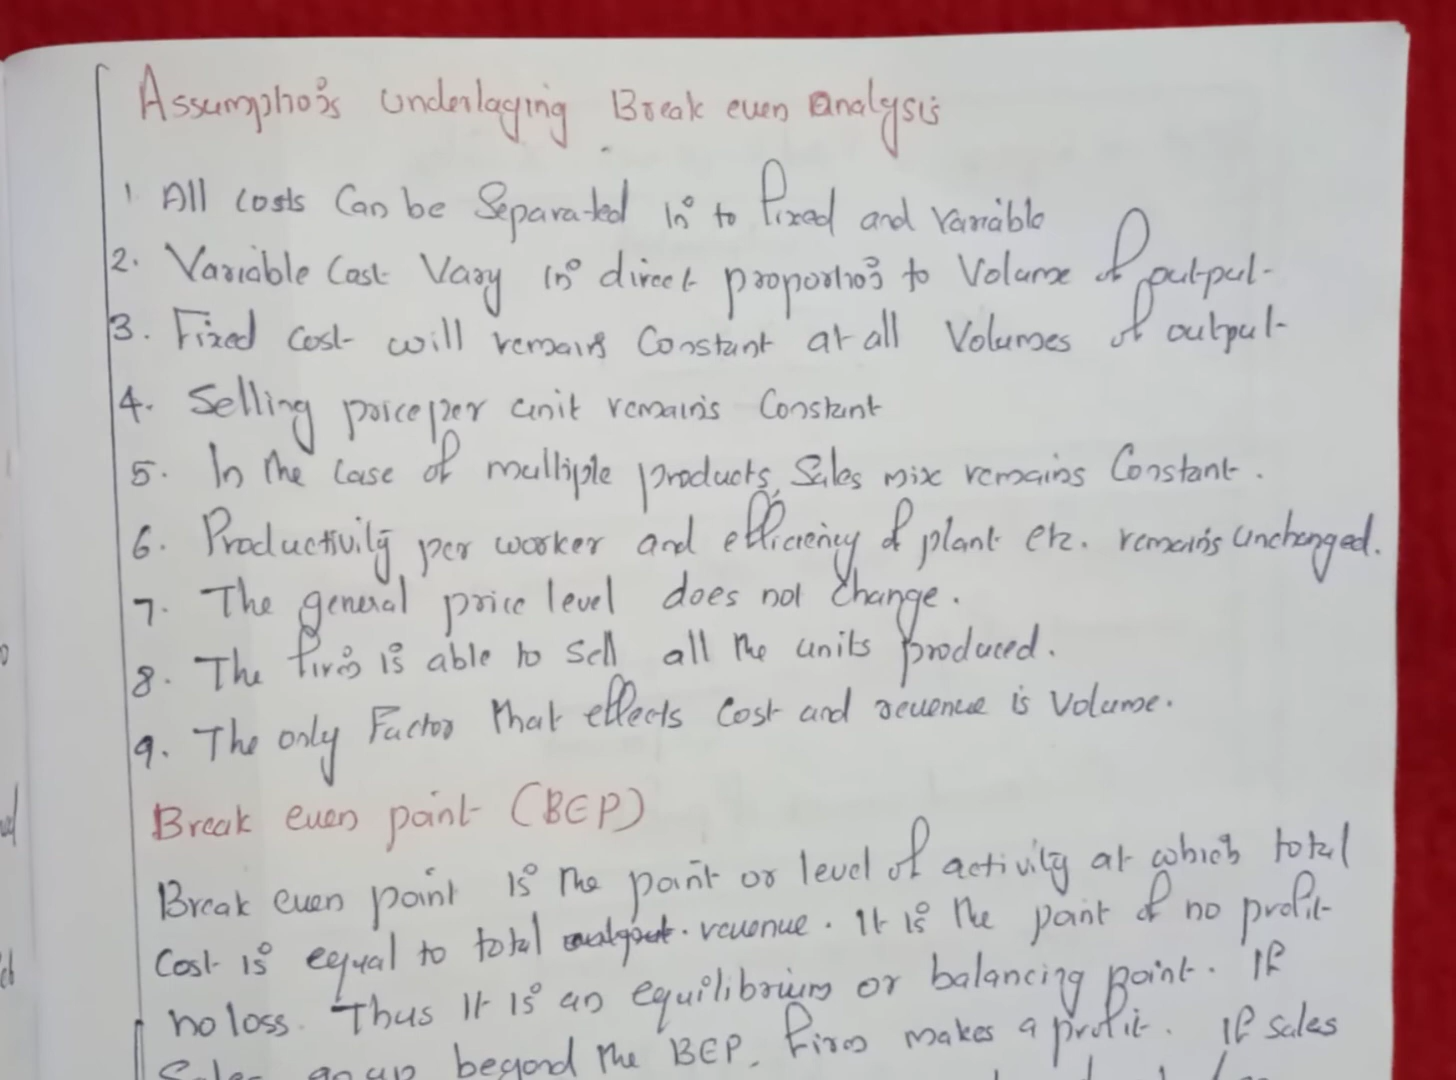 Assumptions underlaying Break even analysis
1. All costs Can be Separated in to fixed and Variable
2. Variable Cost Vary in direct proportion to Volume of output
3. Fixed Cost will remains Constant at all Volumes of output
4. Selling price per unit remains Constant
5. In the Case of multiple products, Sales mix remains Constant.
6. Productivity per worker and efficiency of plant etc. remains unchanged.
7. The general price level does not Change.
8. The firm is able to Sell all the units produced.
9. The only Factor that effects Cost and revenue is Volume.
Break even point (BEP)
Break even point is the point or level of activity at which total
Cost is equal to total revenue. It is the point of no profit
no loss. Thus It is an equilibrium or balancing point. If
Sales go up beyond the BEP, firm makes a profit. If Sales